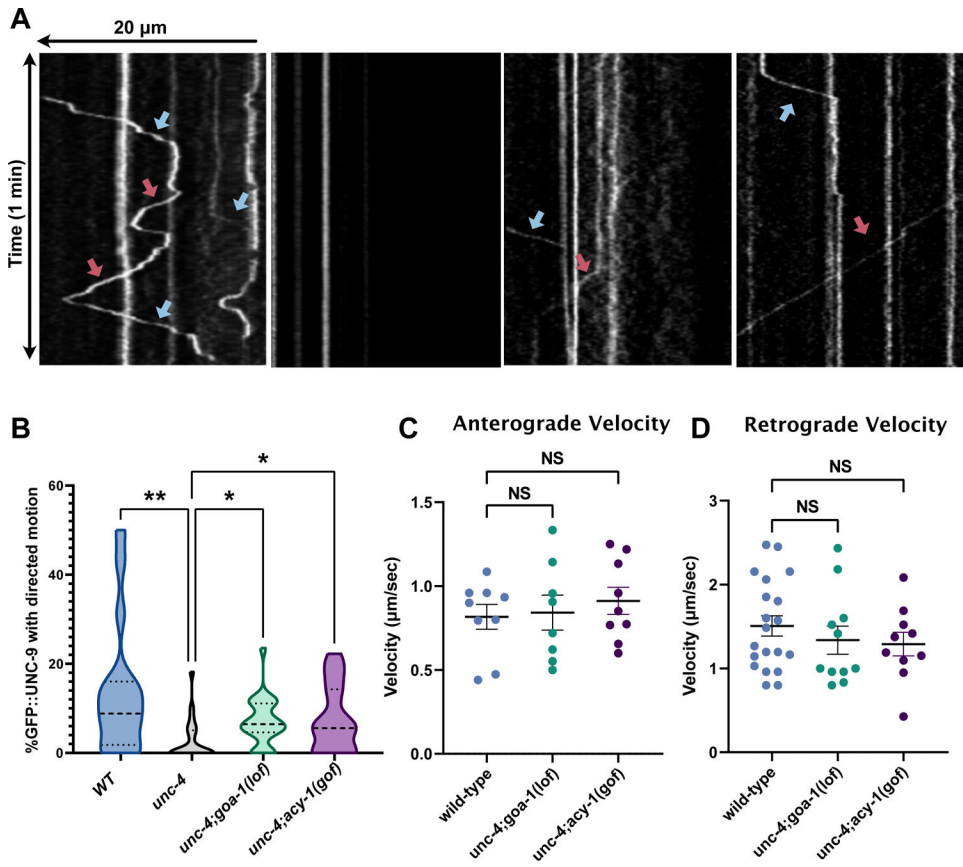 A
20 µm
Time (1 min)
B
%GFP::UNC-9 with directed motion
60
40
20
0
**
*
*
WT
unc-4
unc-4;goa-1(lof)
unc-4;acy-1(gof)
C
Anterograde Velocity
NS
NS
Velocity (µm/sec)
1.5
1.0
0.5
0.0
wild-type
unc-4;goa-1(lof)
unc-4;acy-1(gof)
D
Retrograde Velocity
NS
NS
Velocity (µm/sec)
3
2
1
0
wild-type
unc-4;goa-1(lof)
unc-4;acy-1(gof)